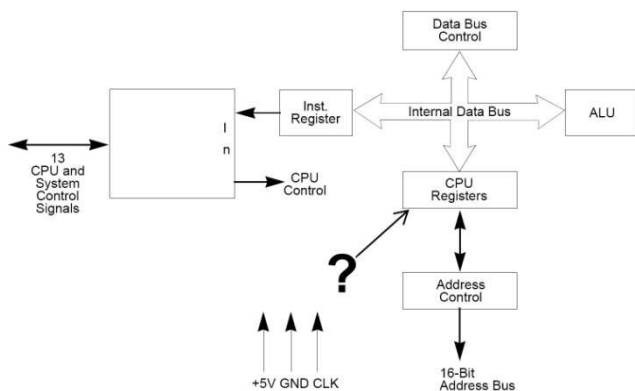 Data Bus
Control
I
n
Inst.
Register
Internal Data Bus
ALU
13
CPU and
System
Control
Signals
CPU
Control
CPU
Registers
?
Address
Control
+5V GND CLK
16-Bit
Address Bus